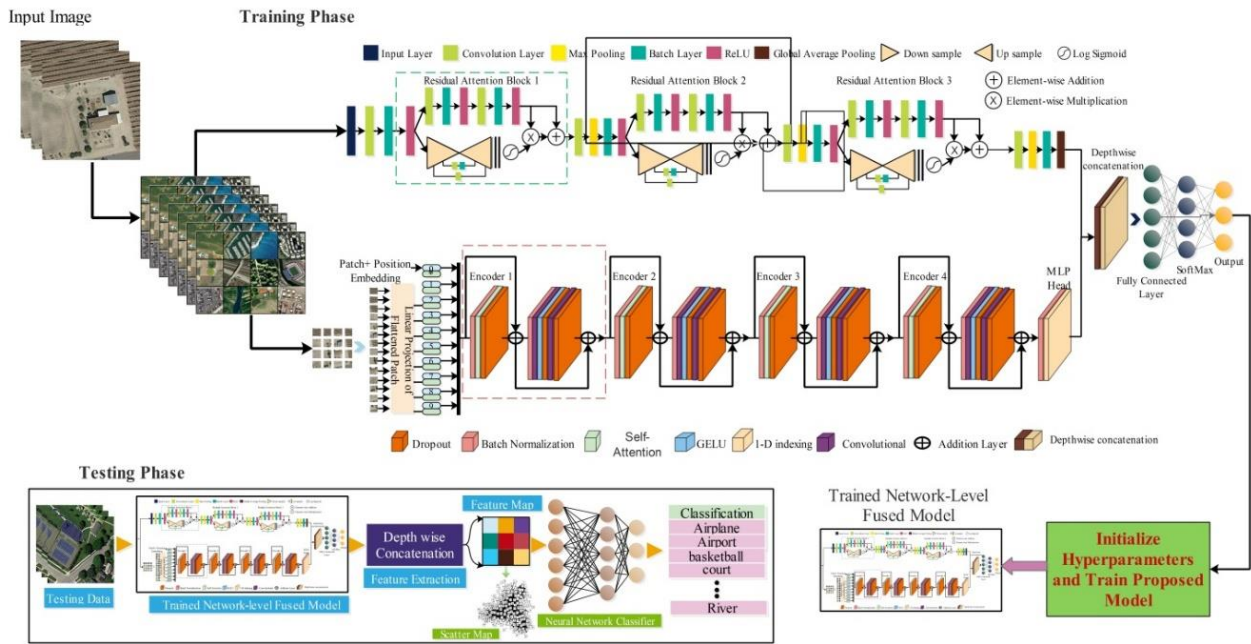 Input Image
Training Phase
Input Layer
Convolution Layer
Max Pooling
Batch Layer
ReLU
Global Average Pooling
Down sample
Up sample
Log Sigmoid
Residual Attention Block 1
Residual Attention Block 2
Residual Attention Block 3
Element-wise Addition
Element-wise Multiplication
Depthwise
concatenation
Output
SoftMax
Fully Connected
Layer
Patch+ Position
Embedding
Linear Projection of
Flattened Patch
Encoder 1
Encoder 2
Encoder 3
Encoder 4
MLP
Head
Dropout
Batch Normalization
Self-
Attention
GELU
1-D indexing
Convolutional
Addition Layer
Depthwise concatenation
Testing Phase
Testing Data
Trained Network-level Fused Model
Depth wise
Concatenation
Feature Extraction
Feature Map
Scatter Map
Neural Network Classifier
Classification
Airplane
Airport
basketball
court
River
Trained Network-Level
Fused Model
Initialize
Hyperparameters
and Train Proposed
Model